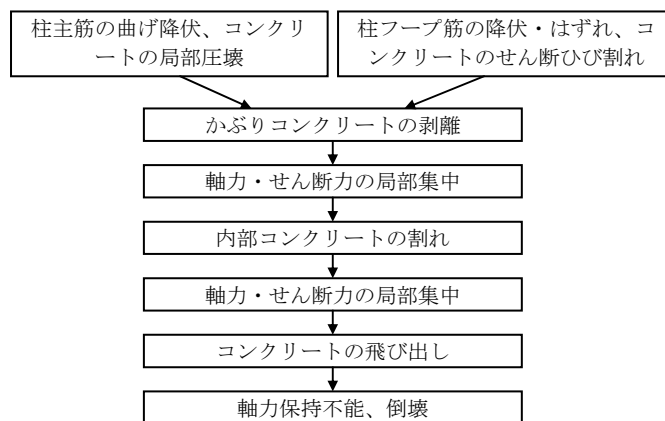 柱主筋の曲げ降伏、コンクリ
ートの局部圧壊
柱フープ筋の降伏・はずれ、コ
ンクリートのせん断ひび割れ
かぶりコンクリートの剥離
軸力・せん断力の局部集中
内部コンクリートの割れ
軸力・せん断力の局部集中
コンクリートの飛び出し
軸力保持不能、倒壊